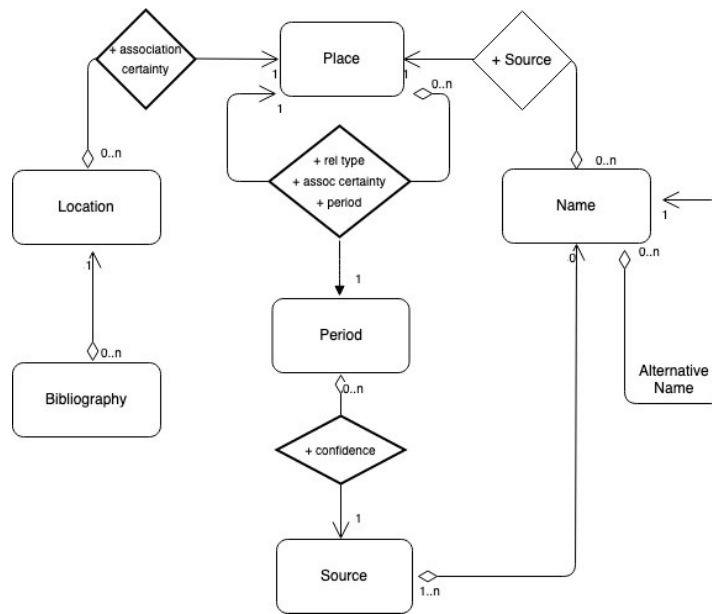 + association
certainty
Place
+ Source
1
1
1
0..n
0..n
+ rel type
+ assoc certainty
+ period
0..n
Location
Name
1
1
0
0..n
1
Period
0..n
Bibliography
0..n
Alternative
Name
+ confidence
1
Source
1..n